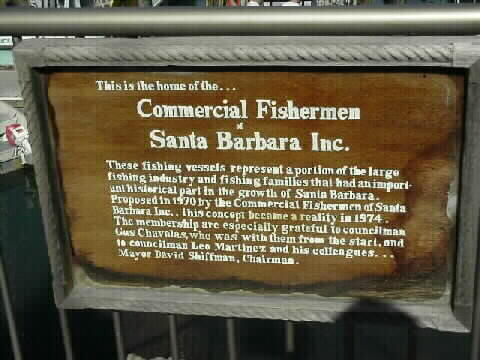 This is the home of the...
Commercial Fishermen
of
Santa Barbara Inc.
These fishing vessels represent a portion of the large
fishing industry and fishing families that had an import-
ant historical part in the growth of Santa Barbara.
Proposed in 1970 by the Commercial Fishermen of Santa
Barbara Inc.. This concept became a reality in 1974.
The membership are especially grateful to councilman
Gus Chavalas, who was with them from the start, and
to councilman Leo Martinez and his colleagues...
Mayor David Shiffman, Chairman.